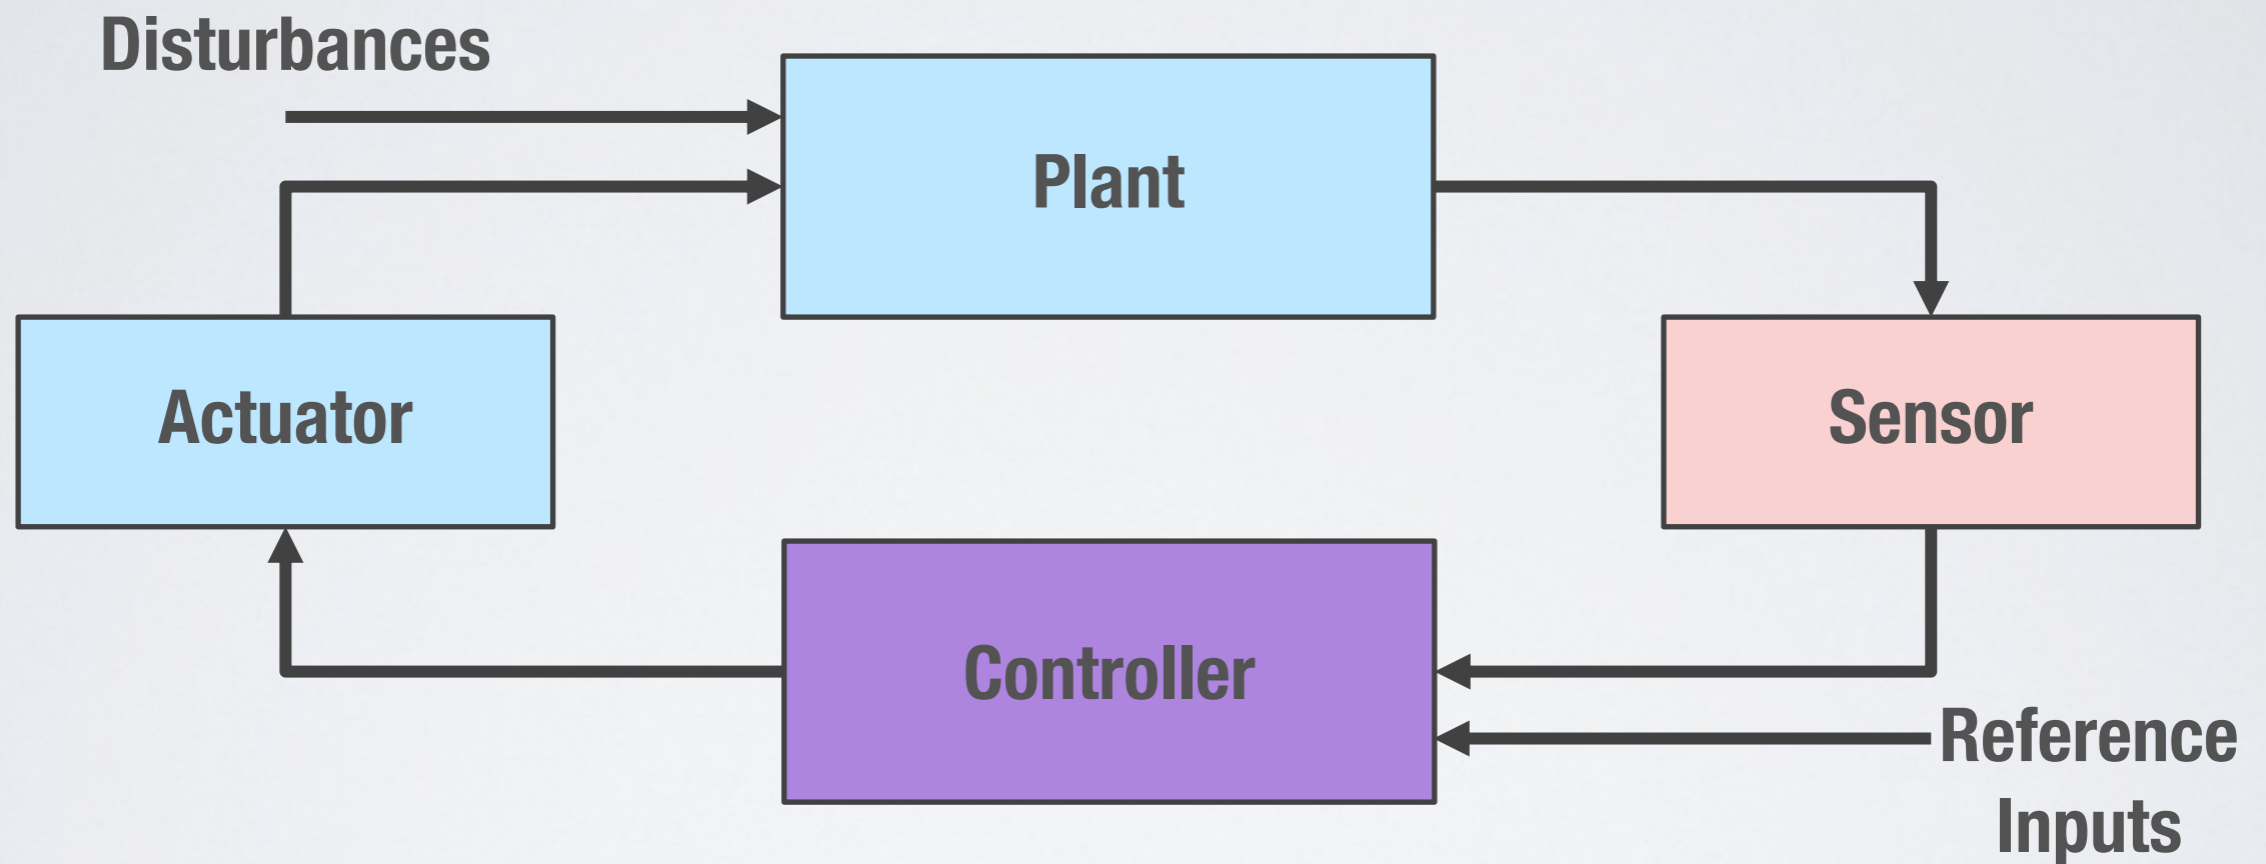 Disturbances
Plant
Actuator
Sensor
Controller
Reference
Inputs